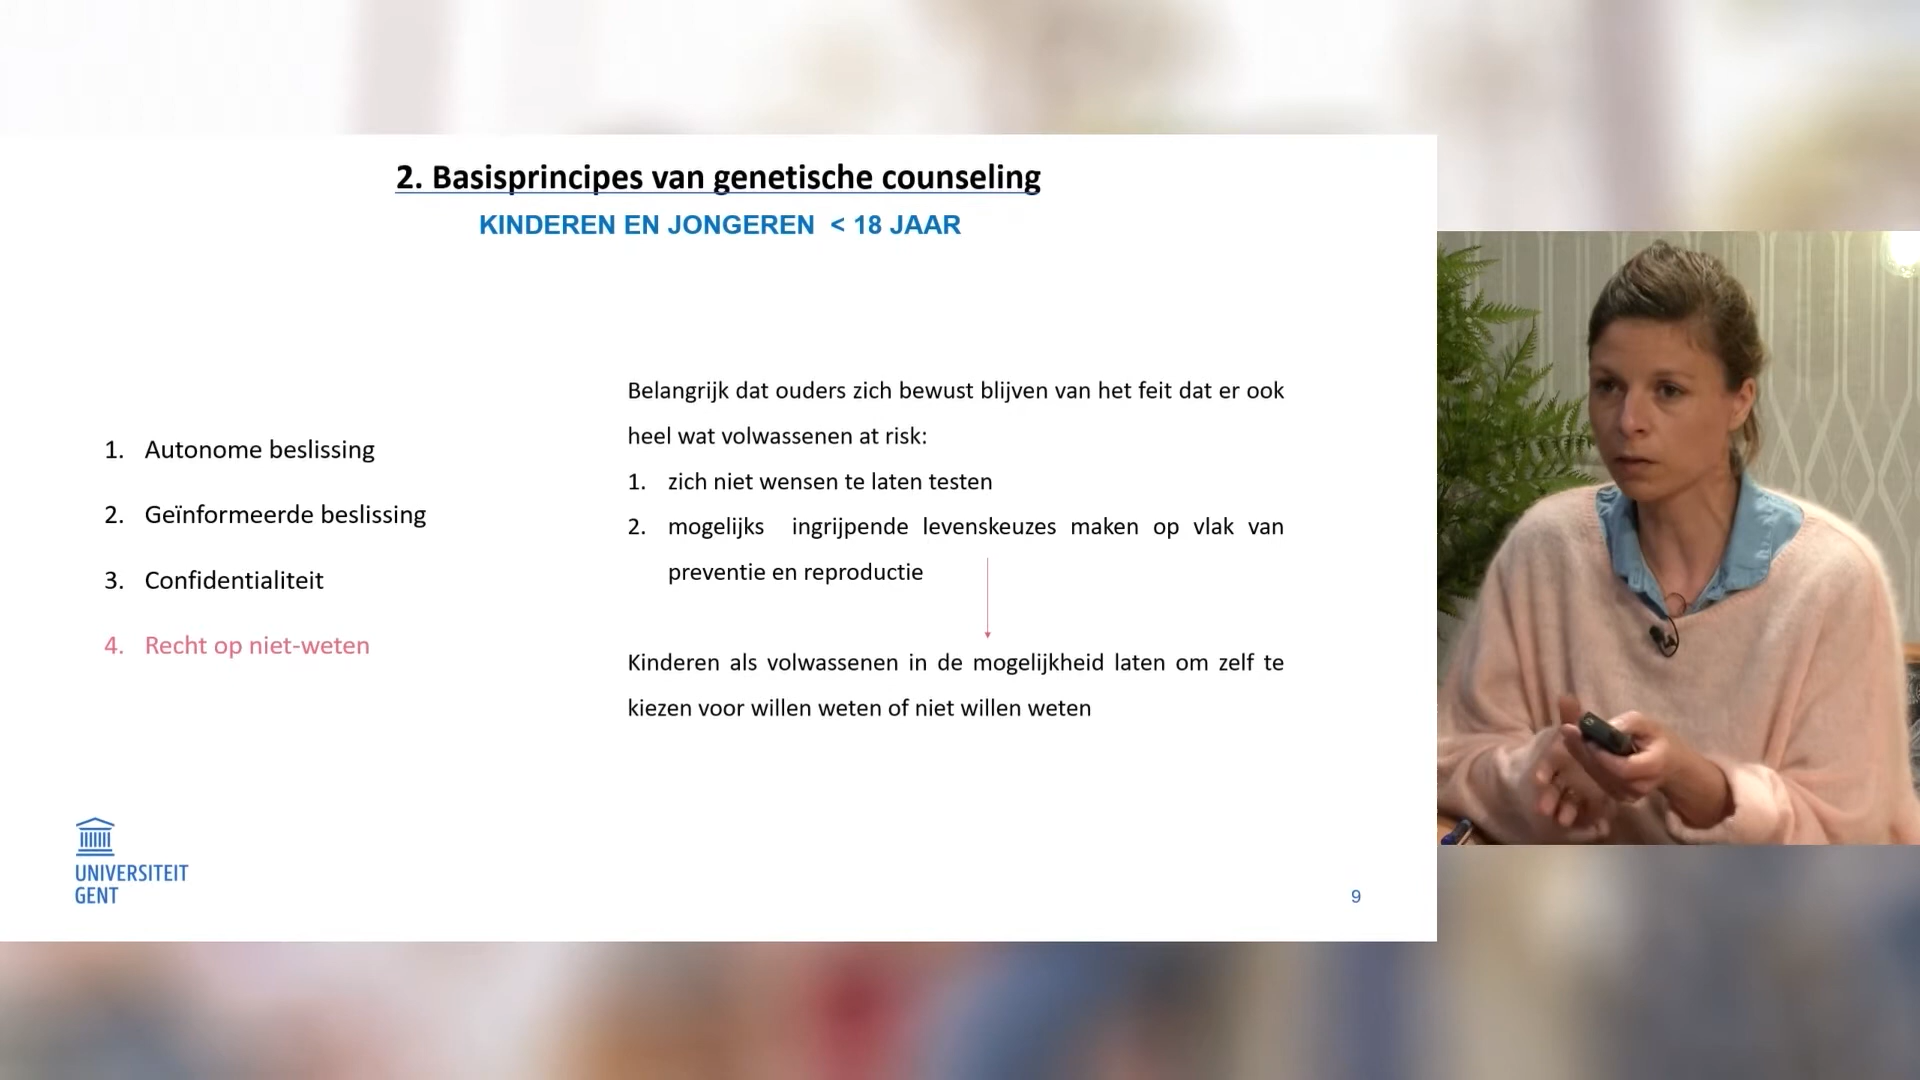 2. Basisprincipes van genetische counseling
KINDEREN EN JONGEREN < 18 JAAR
1. Autonome beslissing
2. Geïnformeerde beslissing
3. Confidentialiteit
4. Recht op niet-weten
Belangrijk dat ouders zich bewust blijven van het feit dat er ook
heel wat volwassenen at risk:
1. zich niet wensen te laten testen
2. mogelijks ingrijpende levenskeuzes maken op vlak van
preventie en reproductie
Kinderen als volwassenen in de mogelijkheid laten om zelf te
kiezen voor willen weten of niet willen weten
UNIVERSITEIT
GENT
9